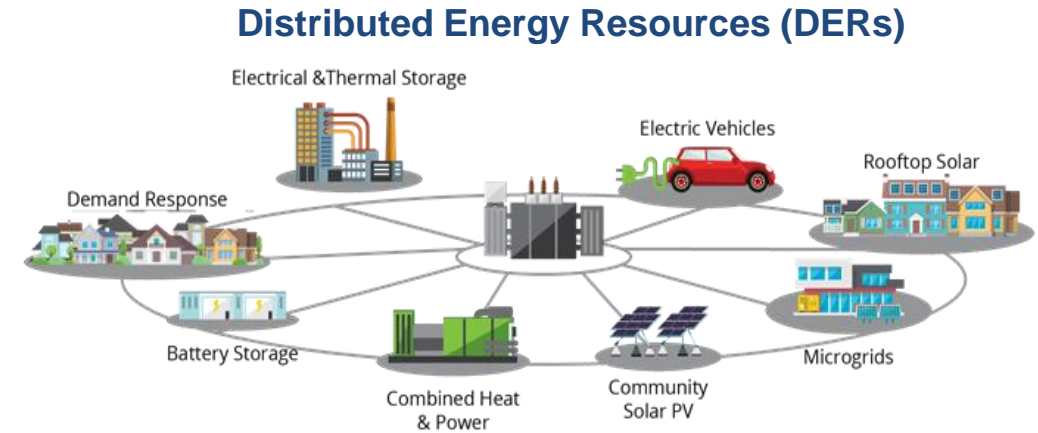 Distributed Energy Resources (DERs)
Electrical &Thermal Storage
Electric Vehicles
Rooftop Solar
Demand Response
Battery Storage
Microgrids
Combined Heat
& Power
Community
Solar PV